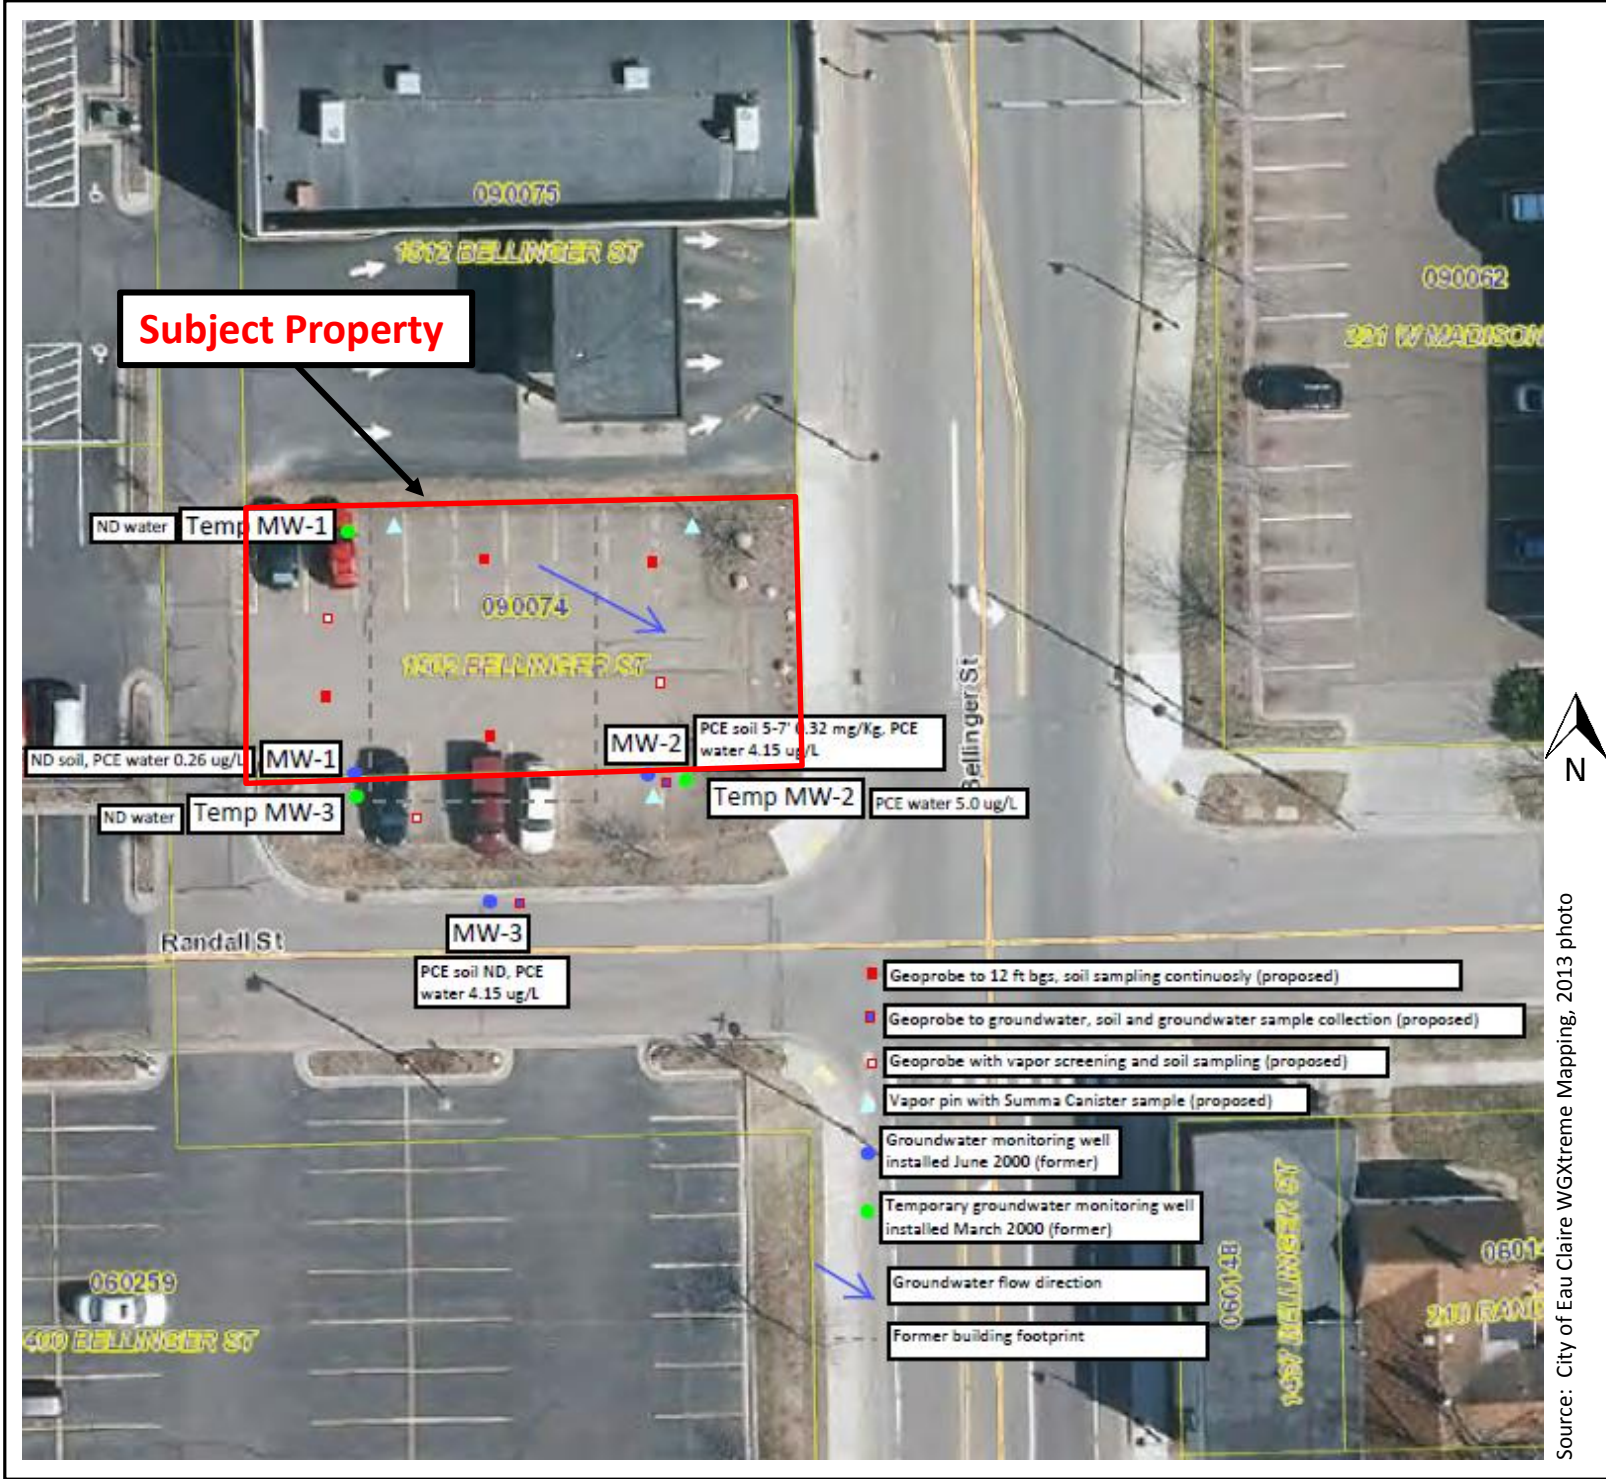 090075
1512 BELLINGER ST
090062
221 W MADISON
Subject Property
ND water
Temp MW-1
090074
1502 BELLINGER ST
Bellinger St
MW-2
PCE soil 5-7' 0.32 mg/Kg, PCE
water 4.15 ug/L
ND soil, PCE water 0.26 ug/L
MW-1
Temp MW-2
PCE water 5.0 ug/L
ND water
Temp MW-3
N
MW-3
Randall St
PCE soil ND, PCE
water 4.15 ug/L
Geoprobe to 12 ft bgs, soil sampling continuosly (proposed)
Geoprobe to groundwater, soil and groundwater sample collection (proposed)
Geoprobe with vapor screening and soil sampling (proposed)
Vapor pin with Summa Canister sample (proposed)
Groundwater monitoring well
installed June 2000 (former)
Temporary groundwater monitoring well
installed March 2000 (former)
Groundwater flow direction
Former building footprint
060259
400 BELLINGER ST
060148
BELLINGER ST
Source: City of Eau Claire WGXtreme Mapping, 2013 photo